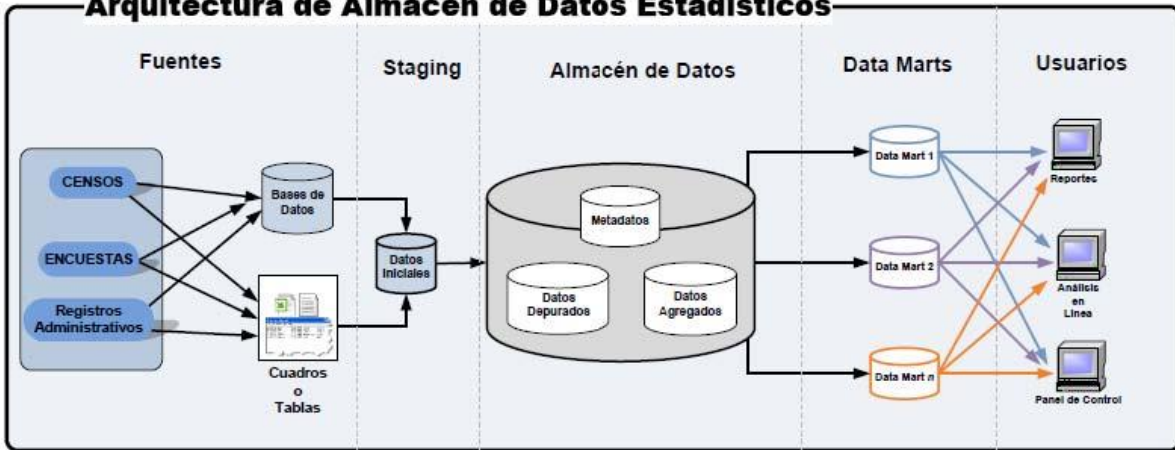 Arquitectura de Almacén de Datos Estadísticos
Fuentes
Staging
Almacén de Datos
Data Marts
Usuarios
CENSOS
ENCUESTAS
Registros
Administrativos
Bases de
Datos
Cuadros
o
Tablas
Datos
Iniciales
Metadatos
Datos
Depurados
Datos
Agregados
Data Mart 1
Data Mart 2
Data Mart n
Reportes
Análisis
en
Linea
Panel de Control